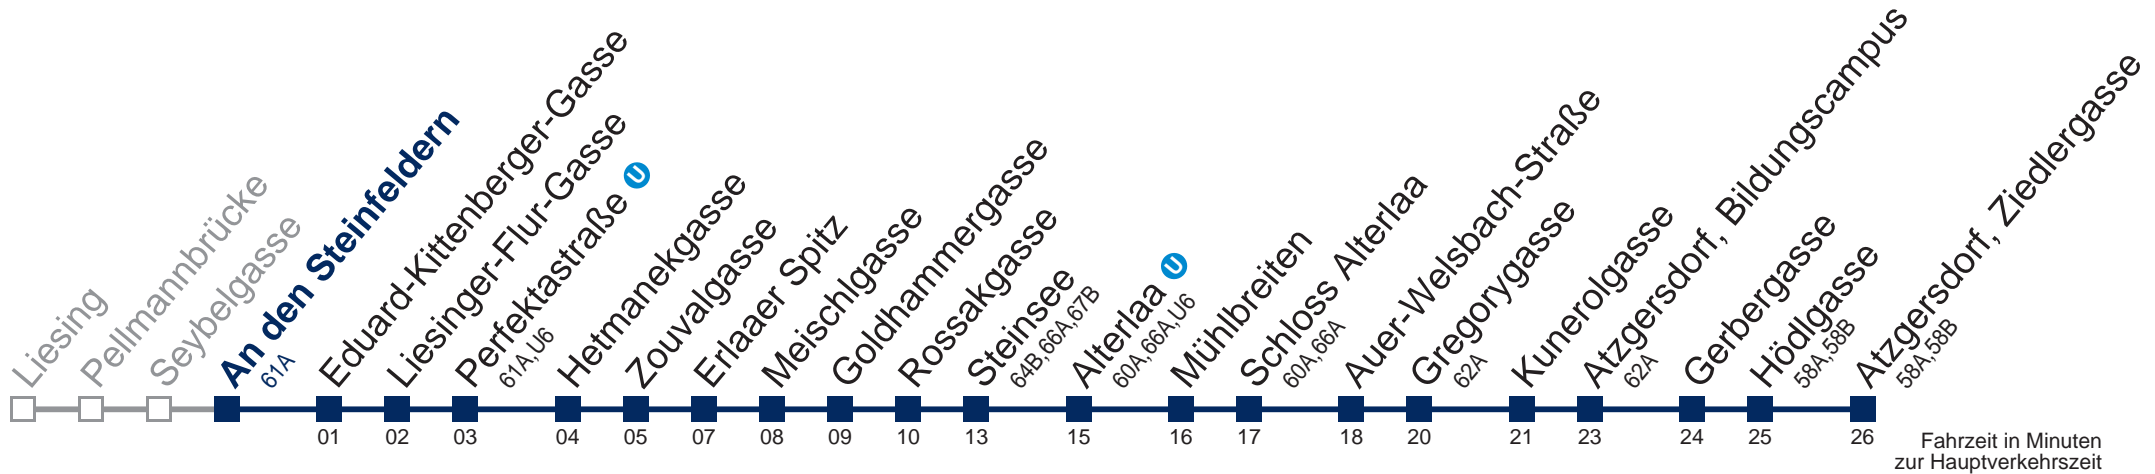 Liesing
Pellmannbrücke
Seybelgasse
An den Steinfeldern
61A
Eduard-Kittenberger-Gasse
Liesinger-Flur-Gasse
Perfektastraße U
61A,U6
Hetmanekgasse
Zouvalgasse
Erlaaer Spitz
Meischlgasse
Goldhammergasse
Rossakgasse
Steinsee
64B,66A,67B
Alterlaa U
60A,66A,U6
Mühlbreiten
Schloss Alterlaa
60A,66A
Auer-Welsbach-Straße
Gregorygasse
62A
Kunerolgasse
Atzgersdorf, Bildungscampus
62A
Gerbergasse
Hödlgasse
58A,58B
Atzgersdorf, Ziedlergasse
58A,58B
01 02 03 04 05 07 08 09 10 13 15 16 17 18 20 21 23 24 25 26
Fahrzeit in Minuten
zur Hauptverkehrszeit